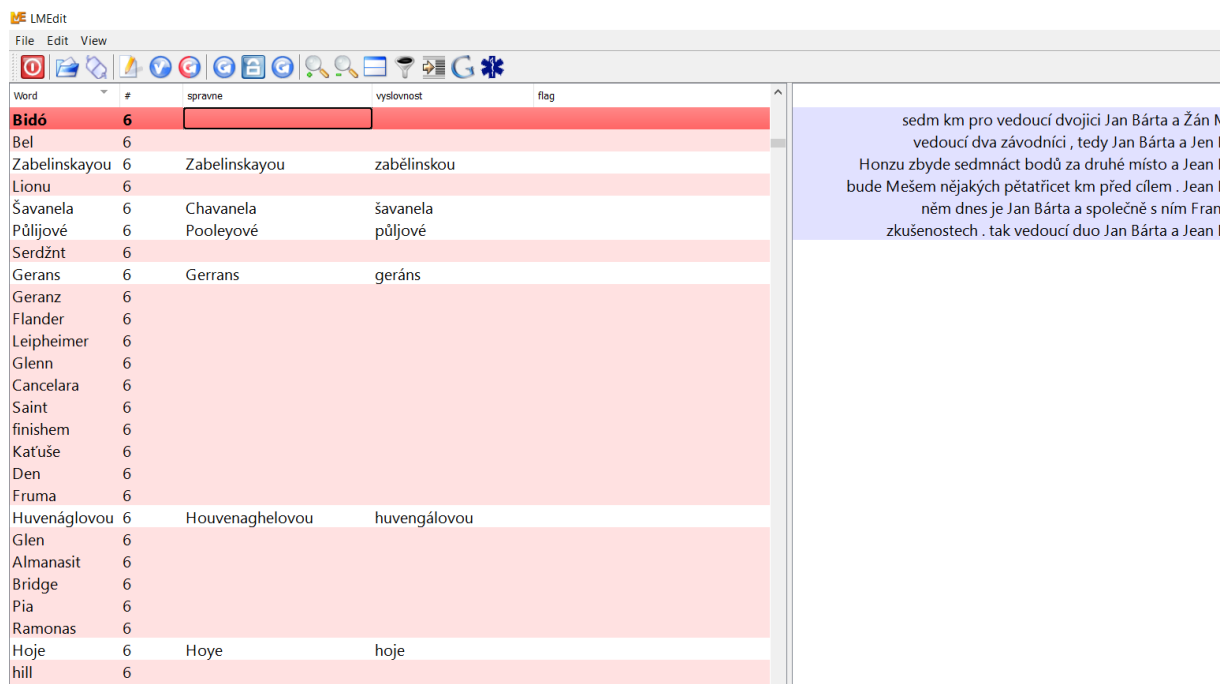 LMEdit
File Edit View
Word # spravne vyslovnost flag
Bidó 6
Bel 6
Zabelinskayou 6 Zabelinskayou zabělinskou
Lionu 6
Šavanela 6 Chavanela šavanela
Půlijové 6 Pooleyové půljové
Serdžnt 6
Gerans 6 Gerrans geráns
Geranz 6
Flander 6
Leipheimer 6
Glenn 6
Cancelara 6
Saint 6
finishem 6
Kaťuše 6
Den 6
Fruma 6
Huvenáglovou 6 Houvenaghelovou huvengálovou
Glen 6
Almanasit 6
Bridge 6
Pia 6
Ramonas 6
Hoje 6 Hoye hoje
hill 6
sedm km pro vedoucí dvojici Jan Bárta a Žán
vedoucí dva závodníci , tedy Jan Bárta a Jen
Honzu zbyde sedmnáct bodů za druhé místo a Jean
bude Mešem nějakých pětatřicet km před cílem . Jean
něm dnes je Jan Bárta a společně s ním Fran
zkušenostech . tak vedoucí duo Jan Bárta a Jean